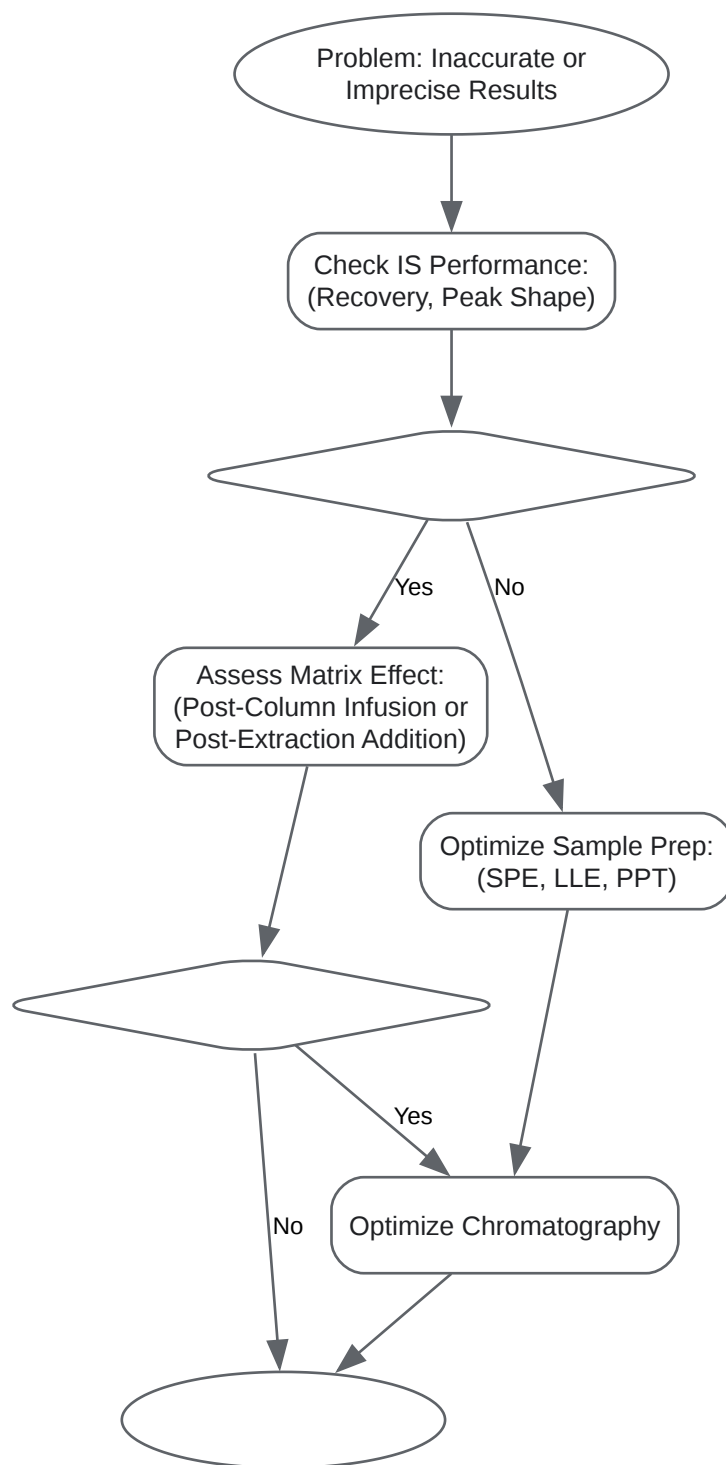 Problem: Inaccurate or
Imprecise Results
Check IS Performance:
(Recovery, Peak Shape)
Yes
No
Assess Matrix Effect:
(Post-Column Infusion or
Post-Extraction Addition)
Optimize Sample Prep:
(SPE, LLE, PPT)
Yes
No
Optimize Chromatography